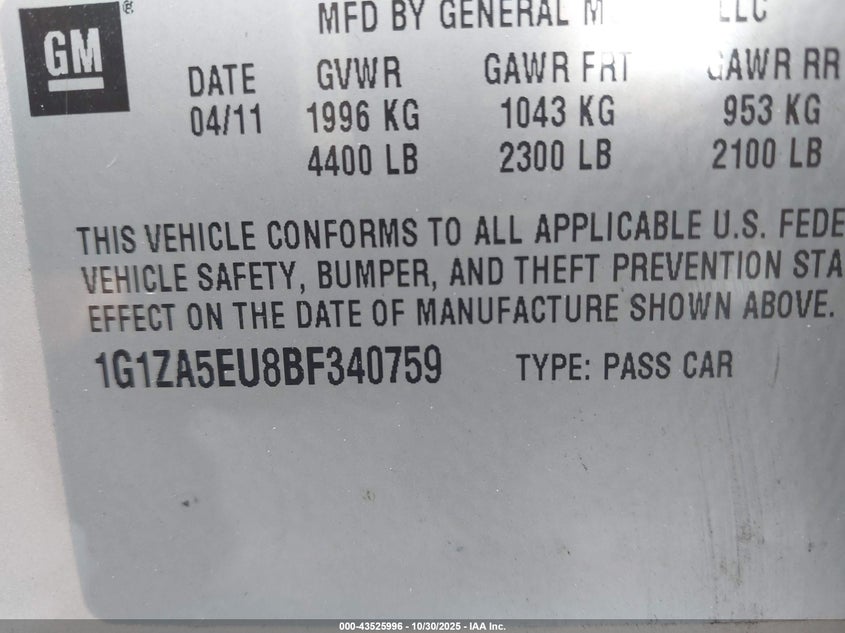 GM
®
MFD BY GENERAL M LLC
DATE GVWR GAWR FRT GAWR RR
04/11 1996 KG 1043 KG 953 KG
4400 LB 2300 LB 2100 LB
THIS VEHICLE CONFORMS TO ALL APPLICABLE U.S. FEDE
VEHICLE SAFETY, BUMPER, AND THEFT PREVENTION STA
EFFECT ON THE DATE OF MANUFACTURE SHOWN ABOVE.
1G1ZA5EU8BF340759 TYPE: PASS CAR
000-43525996 - 10/30/2025 - IAA Inc.